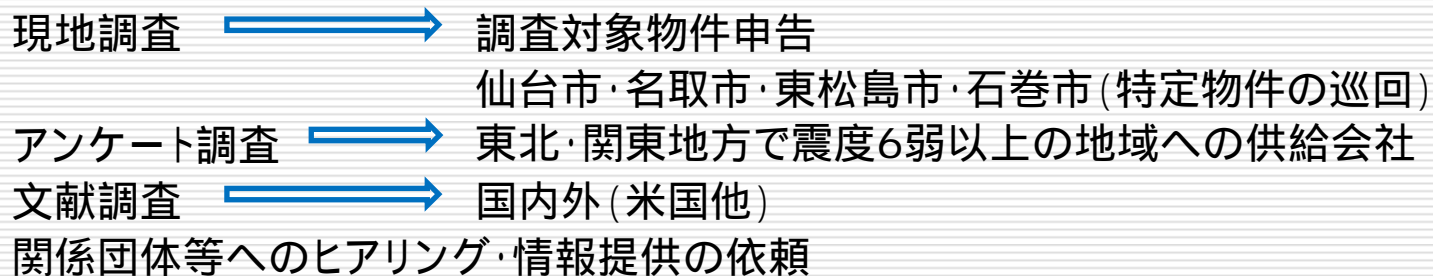 現地調査 調査対象物件申告
仙台市・名取市・東松島市・石巻市(特定物件の巡回)
アンケート調査 東北・関東地方で震度6弱以上の地域への供給会社
文献調査 国内外(米国他)
関係団体等へのヒアリング・情報提供の依頼